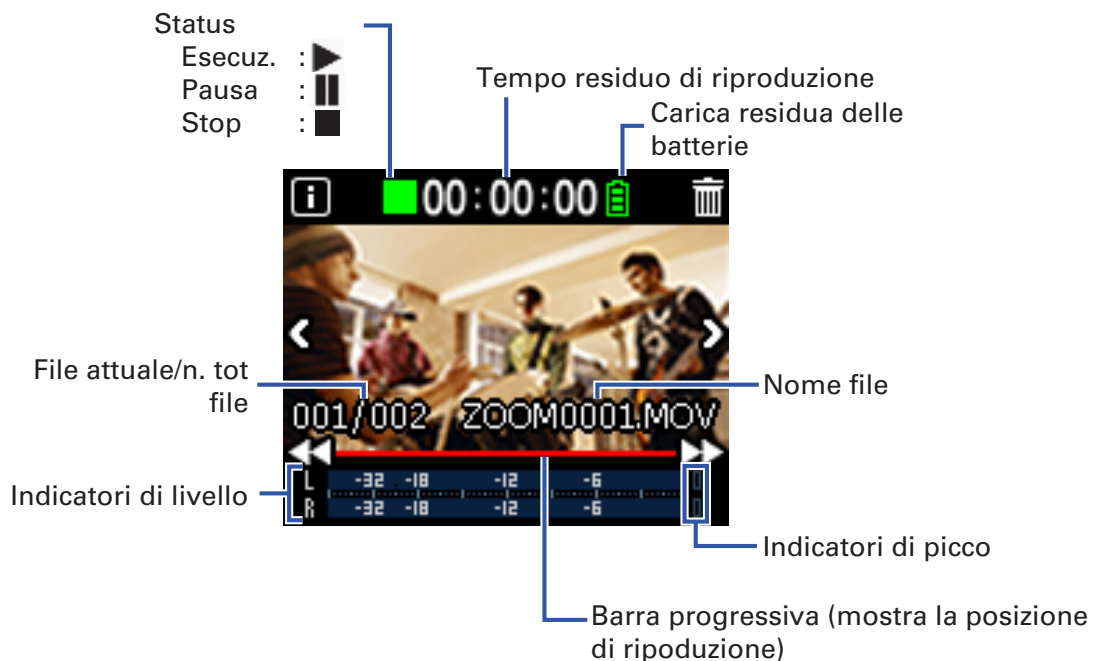 Status
Esecuz. :
Pausa :
Stop :
Tempo residuo di riproduzione
Carica residua delle
batterie
i
00:00:00
File attuale/n. tot
file
001/002 ZOOM0001.MOV
Nome file
L -32 -18 -12 -6 0
R -32 -18 -12 -6 0
Indicatori di livello
Indicatori di picco
Barra progressiva (mostra la posizione
di ripoduzione)